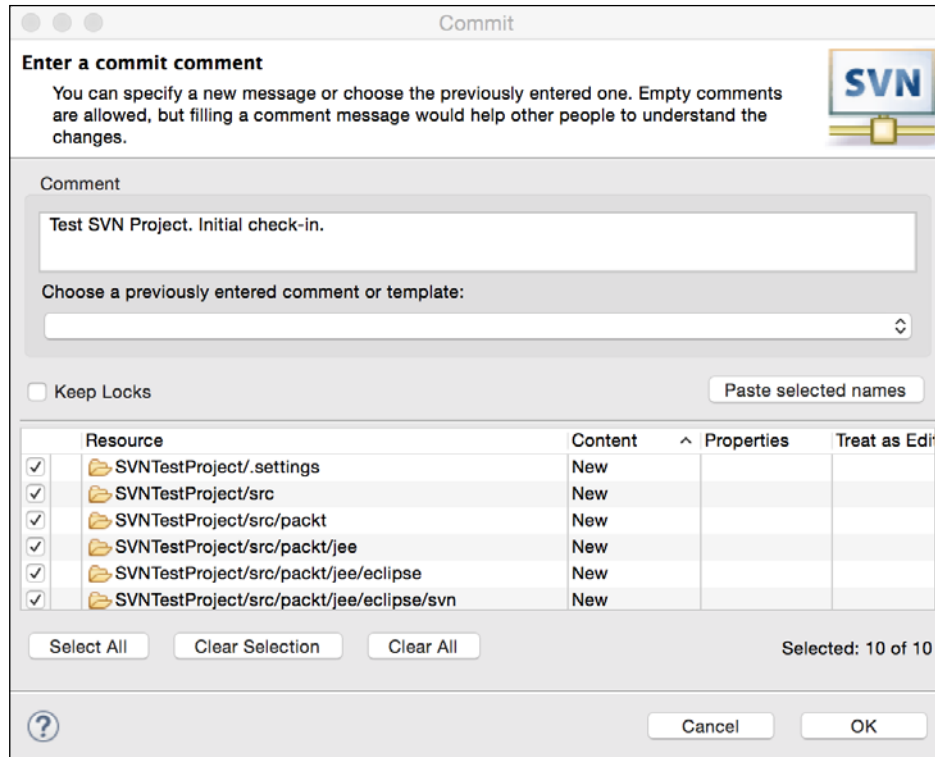 Commit
Enter a commit comment
You can specify a new message or choose the previously entered one. Empty comments
are allowed, but filling a comment message would help other people to understand the
changes.
SVN
Comment
Test SVN Project. Initial check-in.
Choose a previously entered comment or template:
Keep Locks
Paste selected names
Resource Content Properties Treat as Edi
SVNTestProject/.settings New
SVNTestProject/src New
SVNTestProject/src/packt New
SVNTestProject/src/packt/jee New
SVNTestProject/src/packt/jee/eclipse New
SVNTestProject/src/packt/jee/eclipse/svn New
Select All Clear Selection Clear All Selected: 10 of 10
? Cancel OK